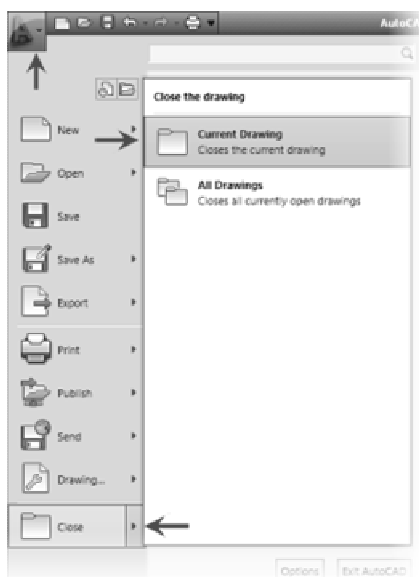 AutoCA
Close the drawing
New
Current Drawing
Closes the current drawing
Open
All Drawings
Closes all currently open drawings
Save
Save As
Export
Print
Publish
Send
Drawing...
Close
Options
Exit AutoCAD